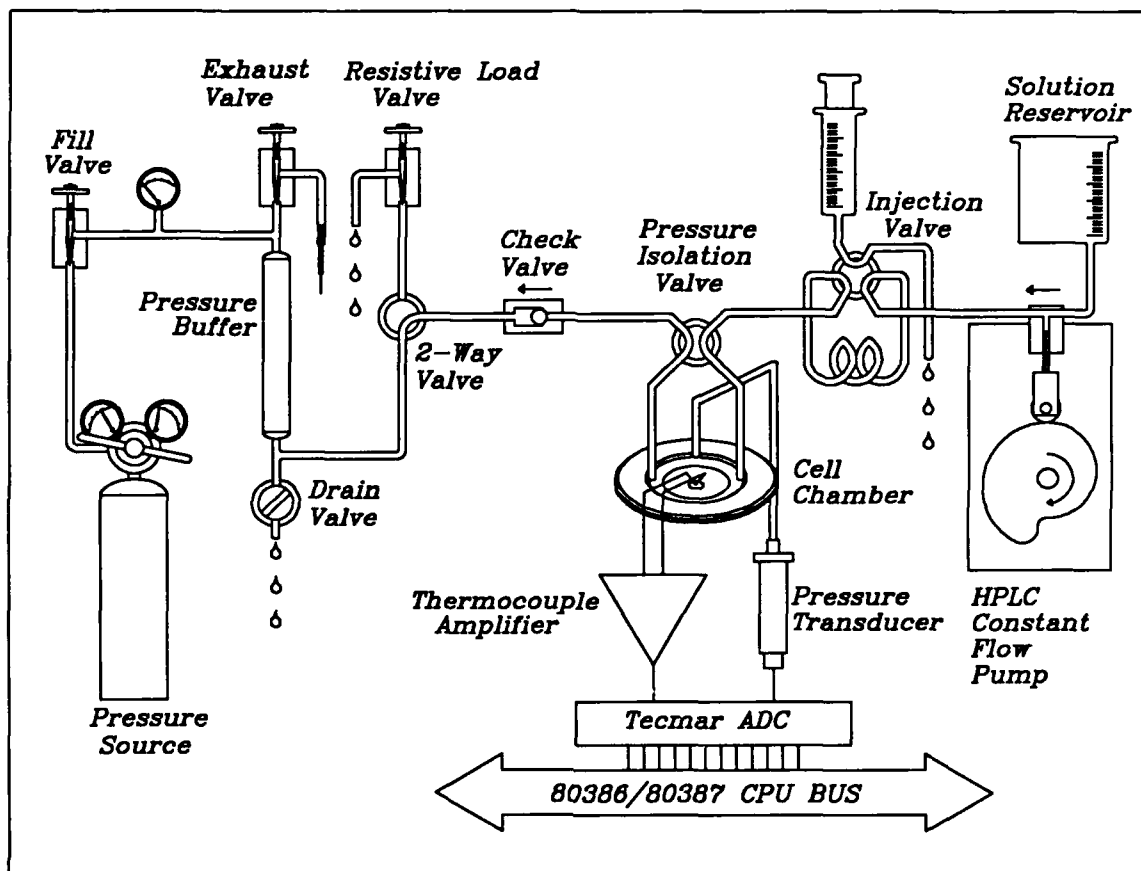 Exhaust
Valve
Resistive Load
Valve
Solution
Reservoir
Fill
Valve
Injection
Valve
Pressure
Isolation
Valve
Check
Valve
Pressure
Buffer
2-Way
Valve
Cell
Chamber
Drain
Valve
Thermocouple
Amplifier
Pressure
Transducer
HPLC
Constant
Flow
Pump
Pressure
Source
Tecmar ADC
80386/80387 CPU BUS